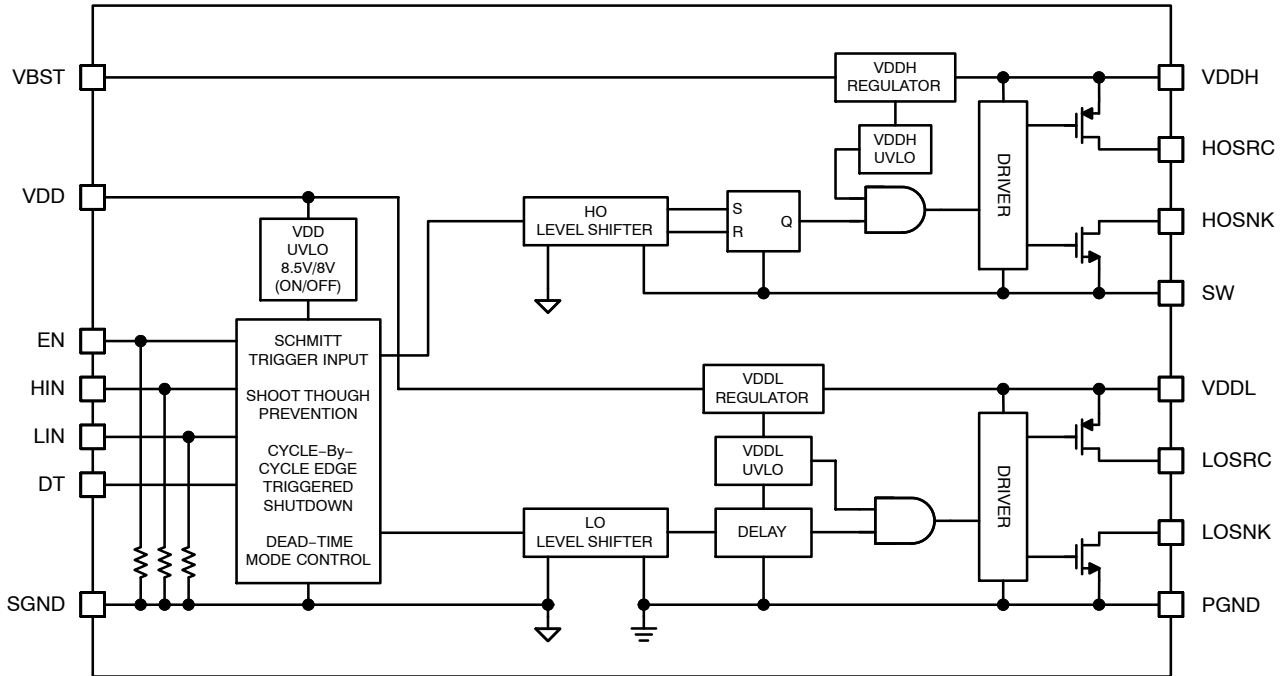 VBST
VDDH
REGULATOR
VDDH
HOSRC
VDDH
UVLO
DRIVER
VDD
HOSNK
HO
LEVEL SHIFTER
S
R
Q
VDD
UVLO
8.5V/8V
(ON/OFF)
SW
EN
SCHMITT
TRIGGER INPUT
HIN
SHOOT THOUGH
PREVENTION
VDDL
REGULATOR
VDDL
LIN
CYCLE-By-
CYCLE EDGE
TRIGGERED
SHUTDOWN
VDDL
UVLO
LOSRC
DT
DRIVER
LO
LEVEL SHIFTER
DELAY
LOSNK
DEAD-TIME
MODE CONTROL
SGND
PGND